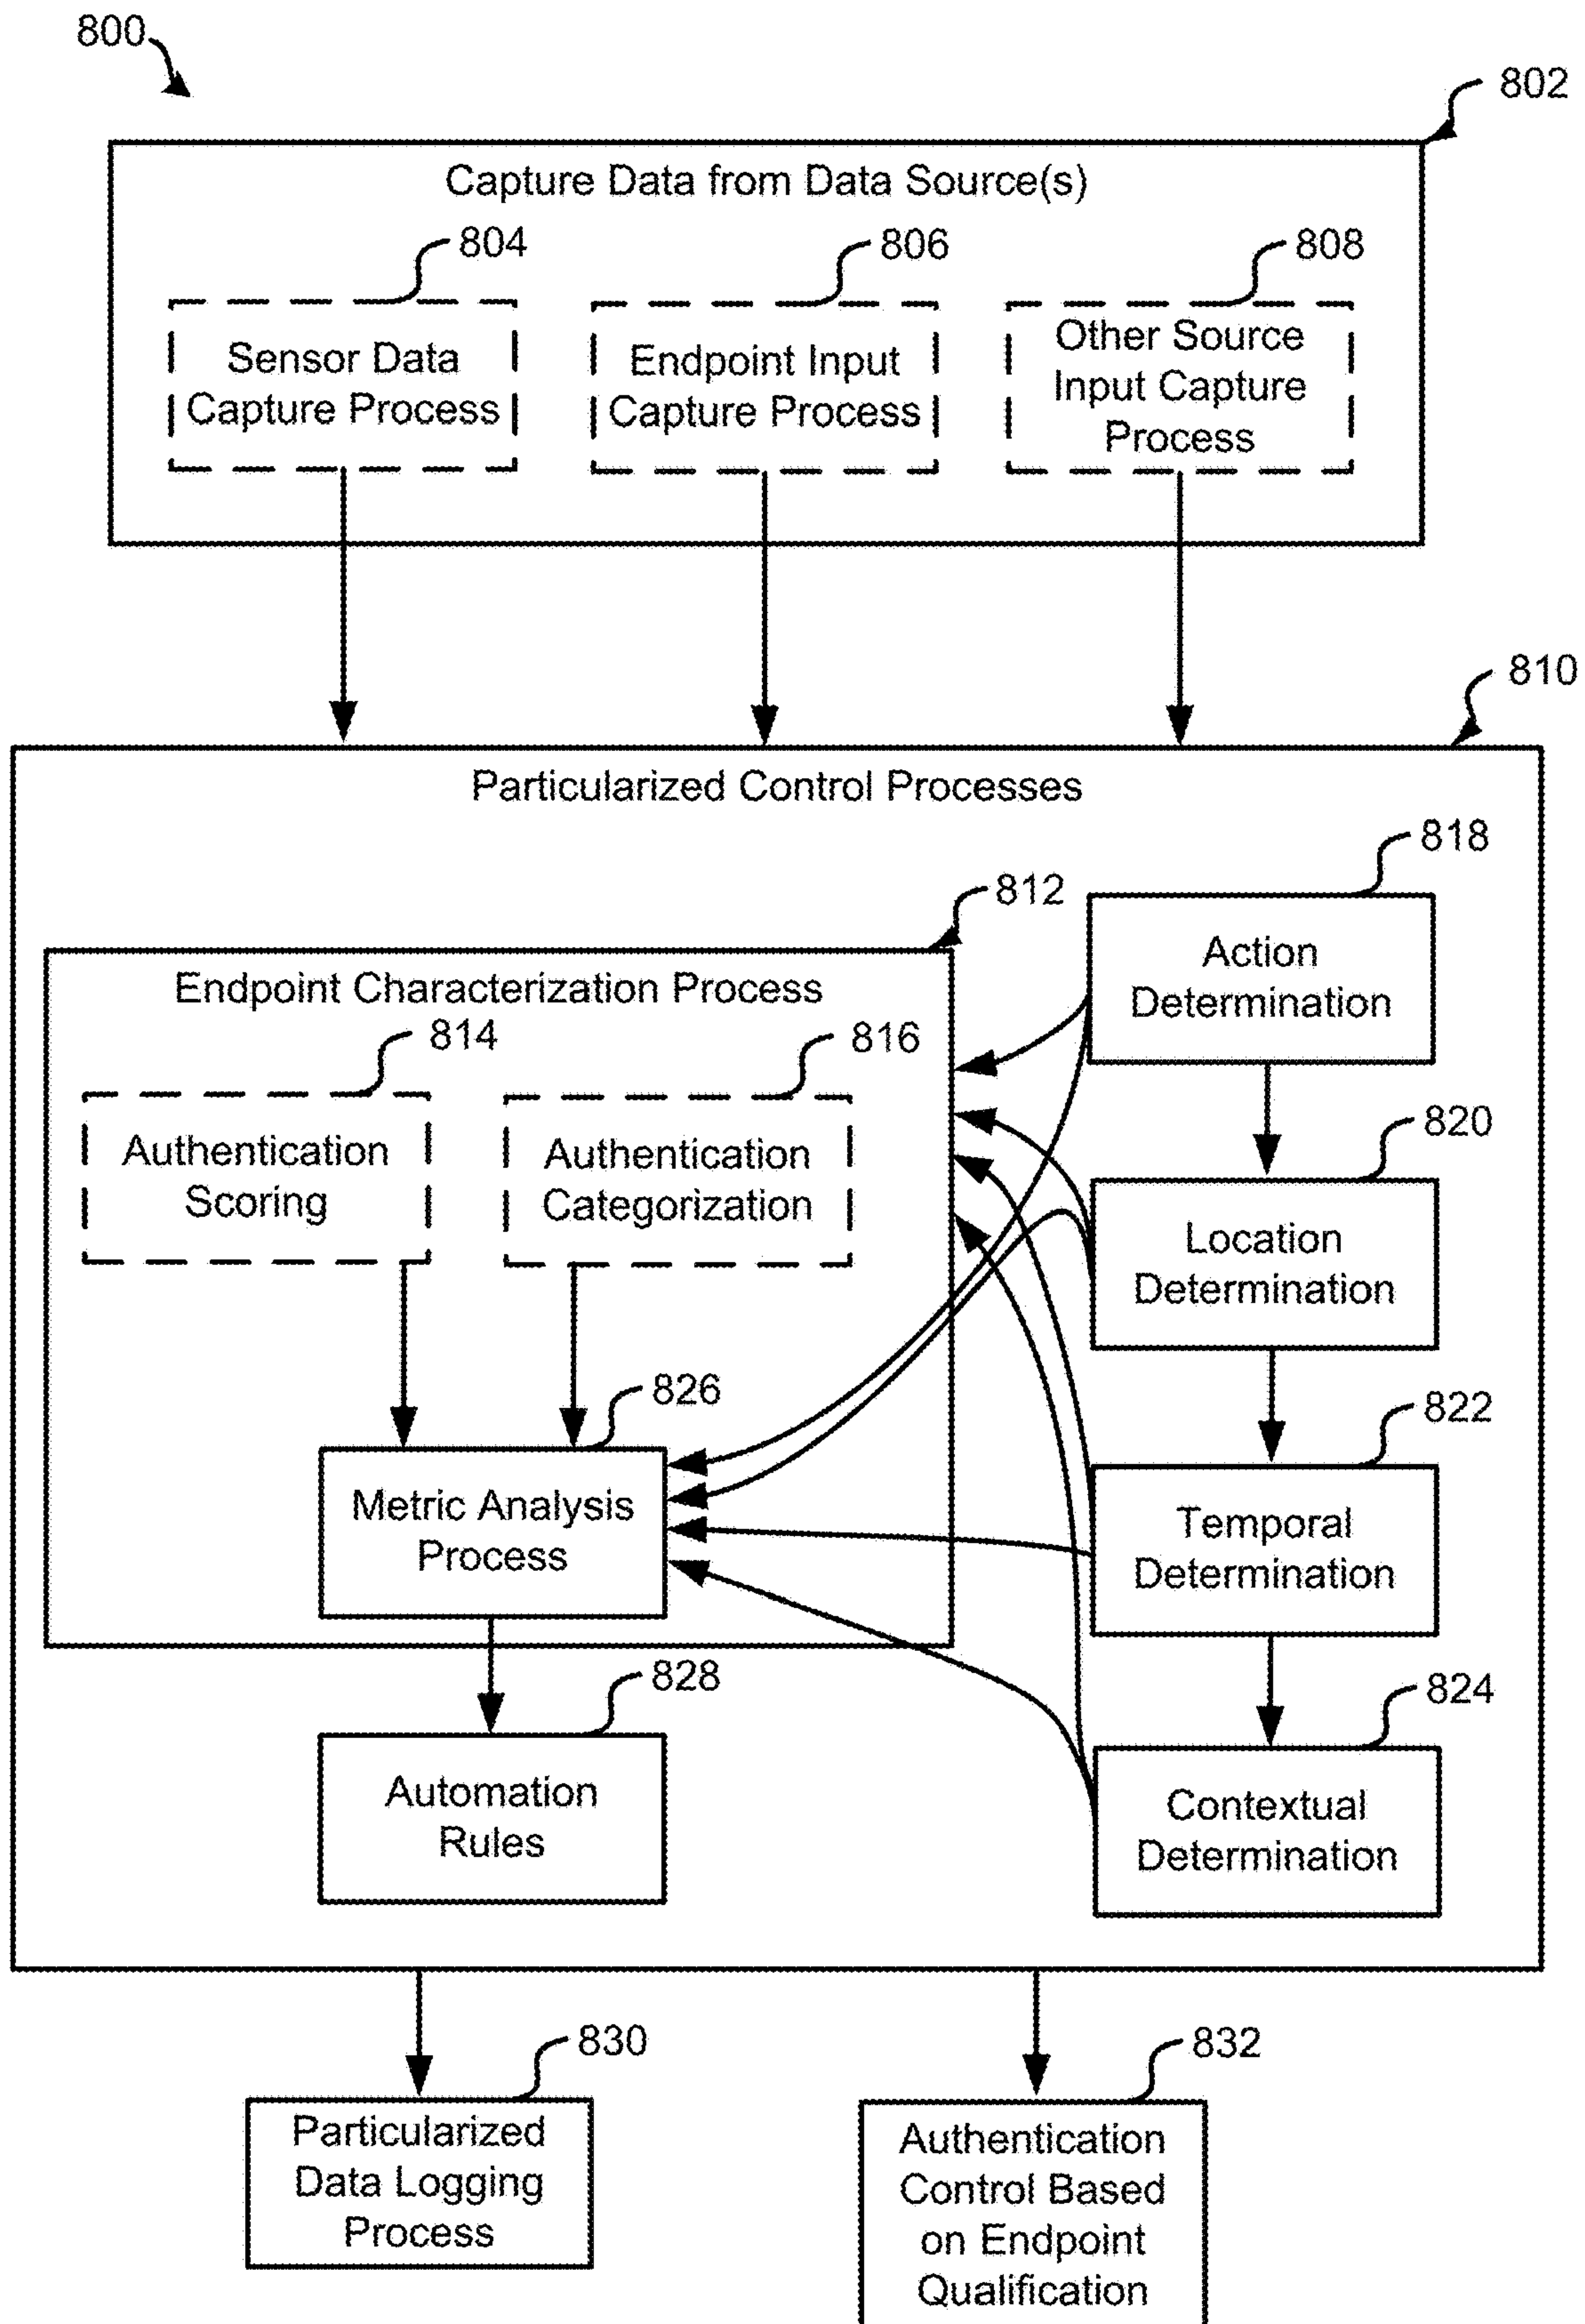 800
802
Capture Data from Data Source(s)
804
806
808
Sensor Data
Capture Process
Endpoint Input
Capture Process
Other Source
Input Capture
Process
810
Particularized Control Processes
818
812
Action
Determination
Endpoint Characterization Process
814
816
820
Authentication
Scoring
Authentication
Categorization
Location
Determination
826
822
Metric Analysis
Process
Temporal
Determination
828
824
Automation
Rules
Contextual
Determination
830
832
Particularized
Data Logging
Process
Authentication
Control Based
on Endpoint
Qualification